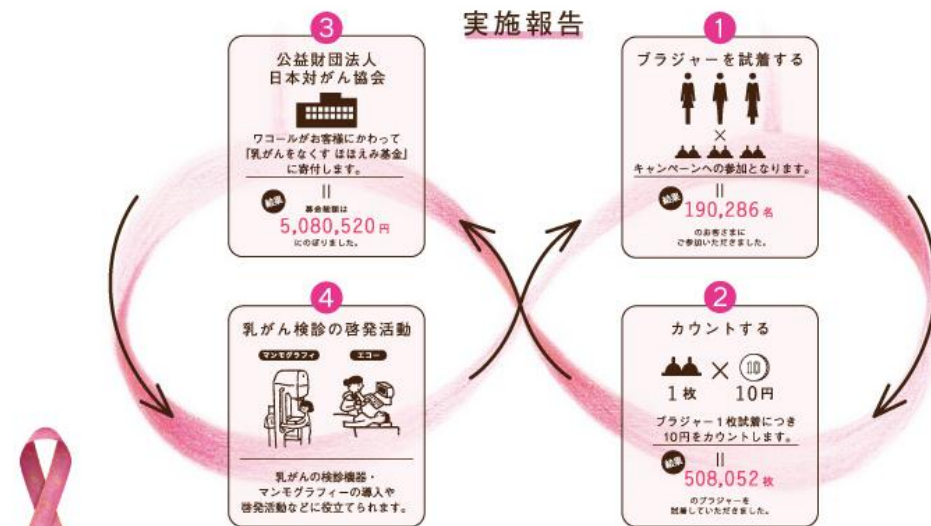 実施報告
1
ブラジャーを試着する
×
キャンペーンへの参加となります。
結果
=
190,286名
のお客さまに
ご参加いただきました。
2
カウントする
10
×
1枚
10円
ブラジャー1枚試着につき
10円をカウントします。
結果
=
508,052枚
のブラジャーを
試着していただきました。
3
公益財団法人
日本対がん協会
ワコールがお客様にかわって
『乳がんをなくす ほほえみ基金』
に寄付します。
結果
=
基金総額は
5,080,520円
にのぼりました。
4
乳がん検診の啓発活動
マンモグラフィ
エコー
乳がんの検診機器・
マンモグラフィーの導入や
啓発活動などに役立てられます。